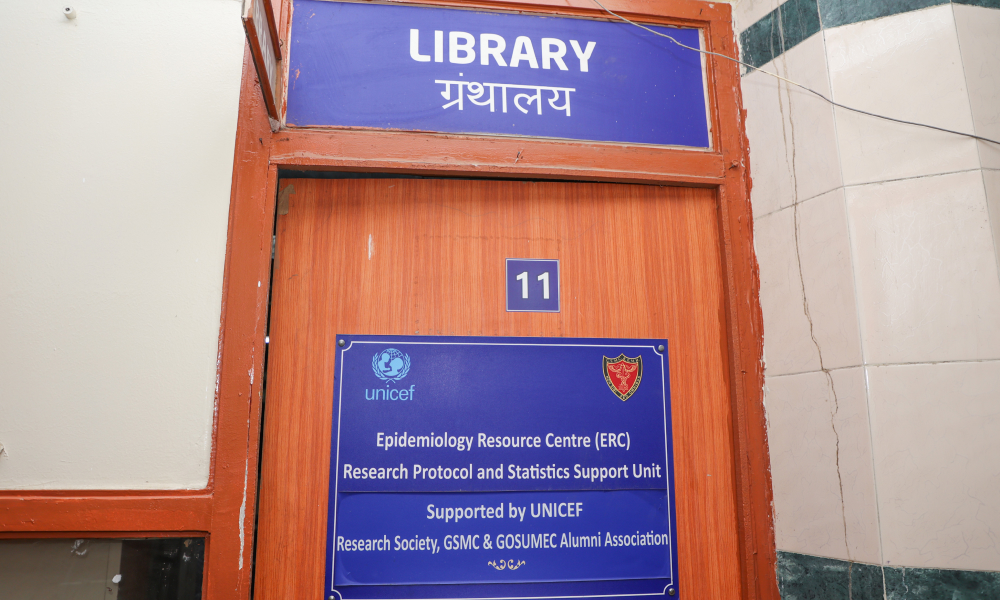 LIBRARY
ग्रंथालय
11
unicef
Epidemiology Resource Centre (ERC)
Research Protocol and Statistics Support Unit
Supported by UNICEF
Research Society, GSMC & GOSUMEC Alumni Association